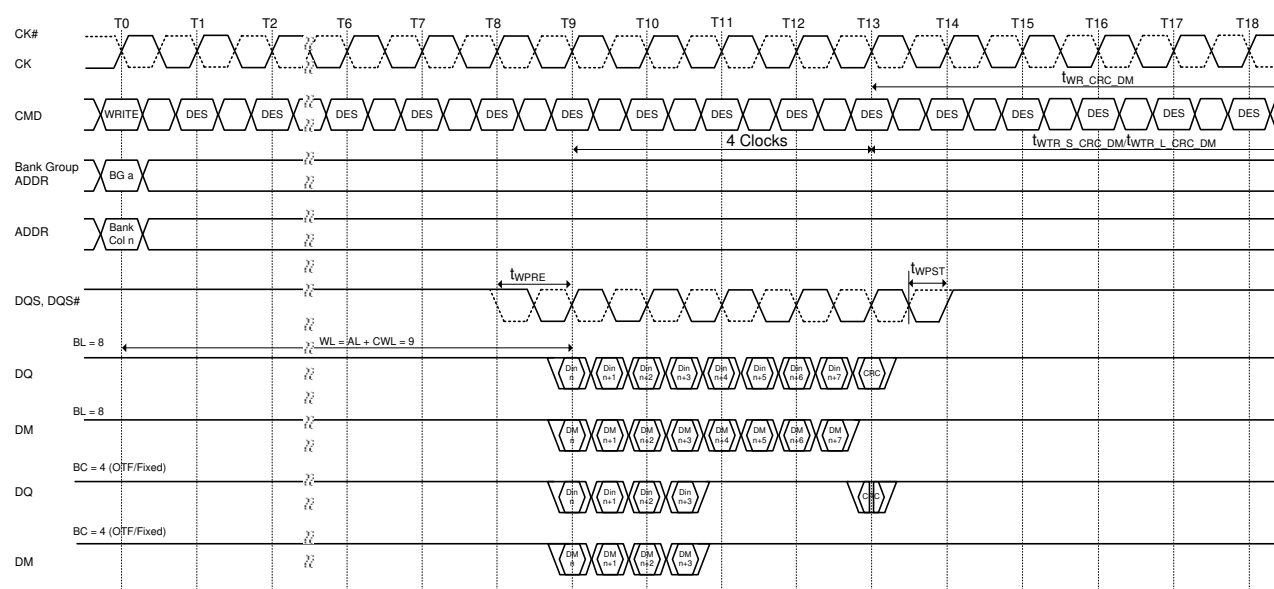 T0 T1 T2 T6 T7 T8 T9 T10 T11 T12 T13 T14 T15 T16 T17 T18
CK#
CK
tWR_CRC_DM
CMD WRITE DES DES DES DES DES DES DES DES DES DES DES DES DES DES DES
4 Clocks tWTR_S_CRC_DM/tWTR_L_CRC_DM
Bank Group
ADDR
BG a
ADDR
Bank
Col n
tWPRE tWPST
DQS, DQS#
BL = 8 WL = AL + CWL = 9
DQ
Din Din Din Din Din Din Din Din CRC
n n+1 n+2 n+3 n+4 n+5 n+6 n+7
BL = 8
DM
DM DM DM DM DM DM DM DM
n n+1 n+2 n+3 n+4 n+5 n+6 n+7
BC = 4 (OTF/Fixed)
DQ
Din Din Din Din CRC
n n+1 n+2 n+3
BC = 4 (OTF/Fixed)
DM
DM DM DM DM
n n+1 n+2 n+3